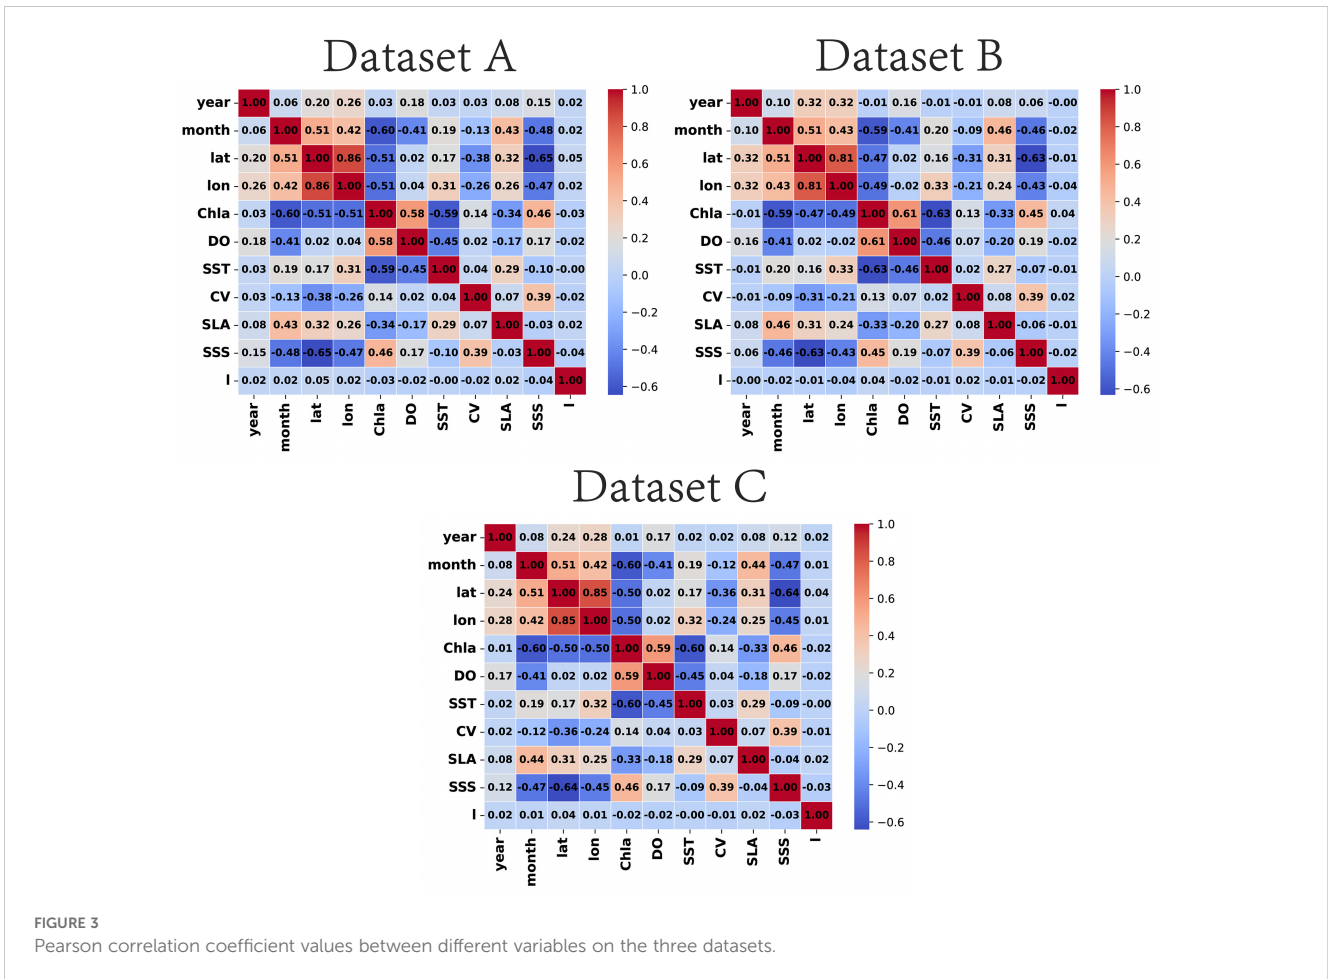 Dataset A
year 1.00 0.06 0.20 0.26 0.03 0.18 0.03 0.03 0.08 0.15 0.02
month 0.06 1.00 0.51 0.42 -0.60 -0.41 0.19 -0.13 0.43 -0.48 0.02
lat 0.20 0.51 1.00 0.86 -0.51 0.02 0.17 -0.38 0.32 -0.65 0.05
lon 0.26 0.42 0.86 1.00 -0.51 0.04 0.31 -0.26 0.26 -0.47 0.02
Chla 0.03 -0.60 -0.51 -0.51 1.00 0.58 -0.59 0.14 -0.34 0.46 -0.03
DO 0.18 -0.41 0.02 0.04 0.58 1.00 -0.45 0.02 -0.17 0.17 -0.02
SST 0.03 0.19 0.17 0.31 -0.59 -0.45 1.00 0.04 0.29 -0.10 -0.00
CV 0.03 -0.13 -0.38 -0.26 0.14 0.02 0.04 1.00 0.07 0.39 -0.02
SLA 0.08 0.43 0.32 0.26 -0.34 -0.17 0.29 0.07 1.00 -0.03 0.02
SSS 0.15 -0.48 -0.65 -0.47 0.46 0.17 -0.10 0.39 -0.03 1.00 -0.04
I 0.02 0.02 0.05 0.02 -0.03 -0.02 -0.00 -0.02 0.02 -0.04 1.00
year month lat lon Chla DO SST CV SLA SSS I
1.0
0.8
0.6
0.4
0.2
0.0
−0.2
−0.4
−0.6
Dataset B
year 1.00 0.10 0.32 0.32 -0.01 0.16 -0.01 -0.01 0.08 0.06 -0.00
month 0.10 1.00 0.51 0.43 -0.59 -0.41 0.20 -0.09 0.46 -0.46 -0.02
lat 0.32 0.51 1.00 0.81 -0.47 0.02 0.16 -0.31 0.31 -0.63 -0.01
lon 0.32 0.43 0.81 1.00 -0.49 -0.02 0.33 -0.21 0.24 -0.43 -0.04
Chla -0.01 -0.59 -0.47 -0.49 1.00 0.61 -0.63 0.13 -0.33 0.45 0.04
DO 0.16 -0.41 0.02 -0.02 0.61 1.00 -0.46 0.07 -0.20 0.19 -0.02
SST -0.01 0.20 0.16 0.33 -0.63 -0.46 1.00 0.02 0.27 -0.07 -0.01
CV -0.01 -0.09 -0.31 -0.21 0.13 0.07 0.02 1.00 0.08 0.39 0.02
SLA 0.08 0.46 0.31 0.24 -0.33 -0.20 0.27 0.08 1.00 -0.06 -0.01
SSS 0.06 -0.46 -0.63 -0.43 0.45 0.19 -0.07 0.39 -0.06 1.00 -0.02
I -0.00 -0.02 -0.01 -0.04 0.04 -0.02 -0.01 0.02 -0.01 -0.02 1.00
year month lat lon Chla DO SST CV SLA SSS I
1.0
0.8
0.6
0.4
0.2
0.0
−0.2
−0.4
−0.6
Dataset C
year 1.00 0.08 0.24 0.28 0.01 0.17 0.02 0.02 0.08 0.12 0.02
month 0.08 1.00 0.51 0.42 -0.60 -0.41 0.19 -0.12 0.44 -0.47 0.01
lat 0.24 0.51 1.00 0.85 -0.50 0.02 0.17 -0.36 0.31 -0.64 0.04
lon 0.28 0.42 0.85 1.00 -0.50 0.02 0.32 -0.24 0.25 -0.45 0.01
Chla 0.01 -0.60 -0.50 -0.50 1.00 0.59 -0.60 0.14 -0.33 0.46 -0.02
DO 0.17 -0.41 0.02 0.02 0.59 1.00 -0.45 0.04 -0.18 0.17 -0.02
SST 0.02 0.19 0.17 0.32 -0.60 -0.45 1.00 0.03 0.29 -0.09 -0.00
CV 0.02 -0.12 -0.36 -0.24 0.14 0.04 0.03 1.00 0.07 0.39 -0.01
SLA 0.08 0.44 0.31 0.25 -0.33 -0.18 0.29 0.07 1.00 -0.04 0.02
SSS 0.12 -0.47 -0.64 -0.45 0.46 0.17 -0.09 0.39 -0.04 1.00 -0.03
I 0.02 0.01 0.04 0.01 -0.02 -0.02 -0.00 -0.01 0.02 -0.03 1.00
year month lat lon Chla DO SST CV SLA SSS I
1.0
0.8
0.6
0.4
0.2
0.0
−0.2
−0.4
−0.6
FIGURE 3
Pearson correlation coefficient values between different variables on the three datasets.